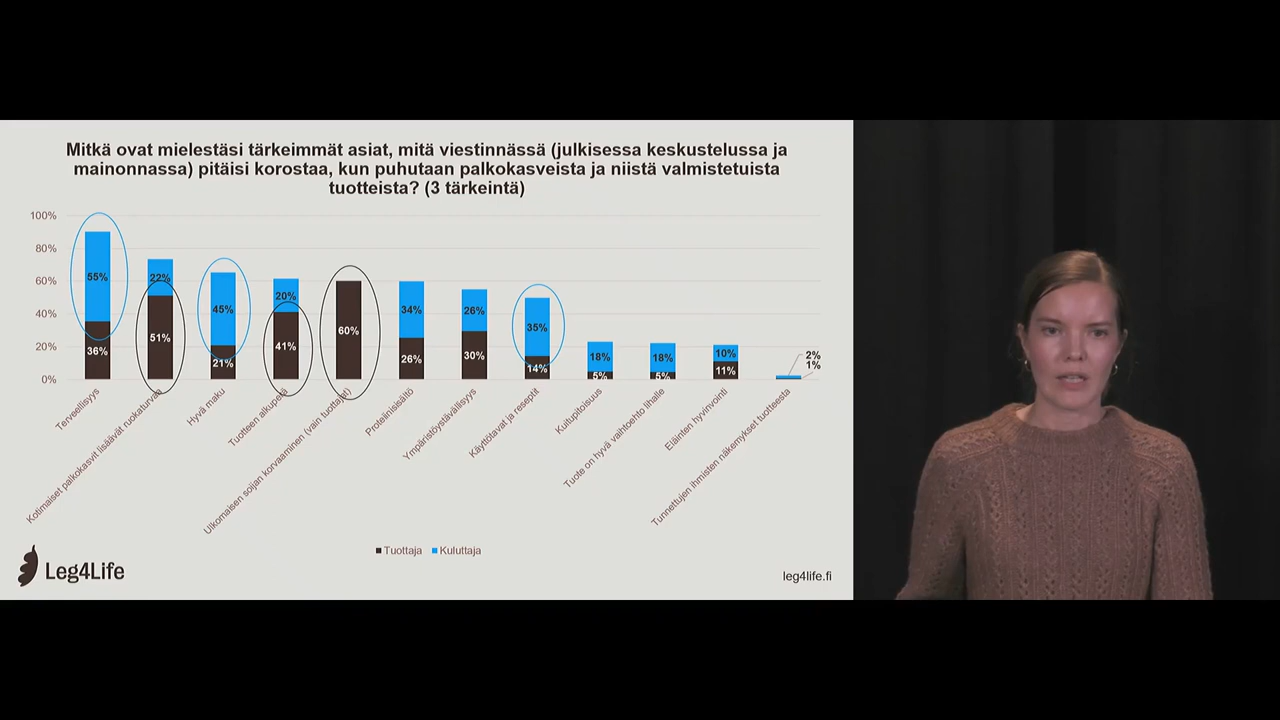 Mitkä ovat mielestäsi tärkeimmät asiat, mitä viestinnässä (julkisessa keskustelussa ja
mainonnassa) pitäisi korostaa, kun puhutaan palkokasveista ja niistä valmistetuista
tuotteista? (3 tärkeintä)
100%
80%
60%
40%
20%
0%
55%
36%
22%
51%
45%
21%
20%
41%
60%
34%
26%
26%
30%
35%
14%
18%
5%
18%
5%
10%
11%
2%
1%
Terveellisyys
Kotimaiset palkokasvit lisäävät ruokaturvaa
Hyvä maku
Tuotteen alkuperä
Ulkomaisen soijan korvaaminen (vain tuottajat)
Proteiinisisältö
Ympäristöystävällisyys
Käyttötavat ja reseptit
Kuitupitoisuus
Tuote on hyvä vaihtoehto lihalle
Eläinten hyvinvointi
Tunnettujen ihmisten näkemykset tuotteesta
Tuottaja Kuluttaja
Leg4Life
leg4life.fi